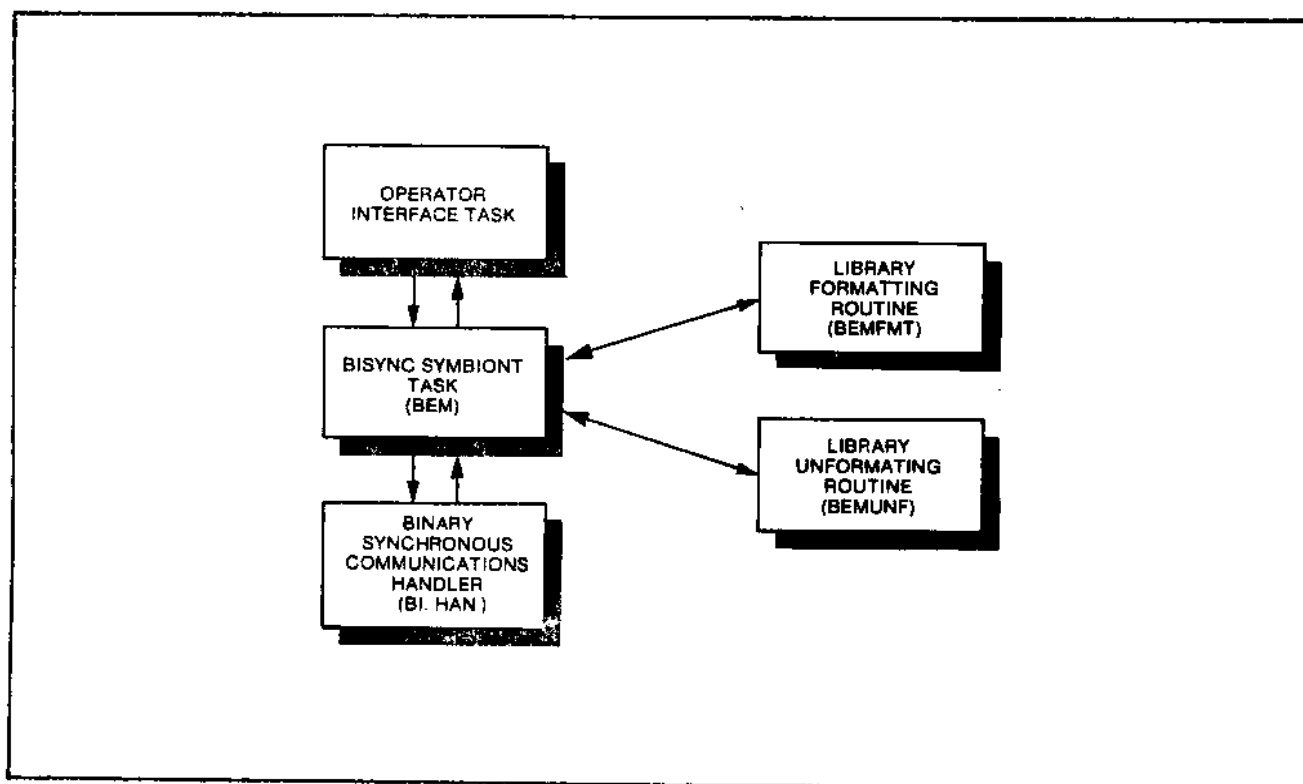 OPERATOR
INTERFACE TASK
BISYNC SYMBIONT
TASK
(BEM)
BINARY
SYNCHRONOUS
COMMUNICATIONS
HANDLER
(BI. HAN )
LIBRARY
FORMATTING
ROUTINE
(BEMFMT)
LIBRARY
UNFORMATING
ROUTINE
(BEMUNF)